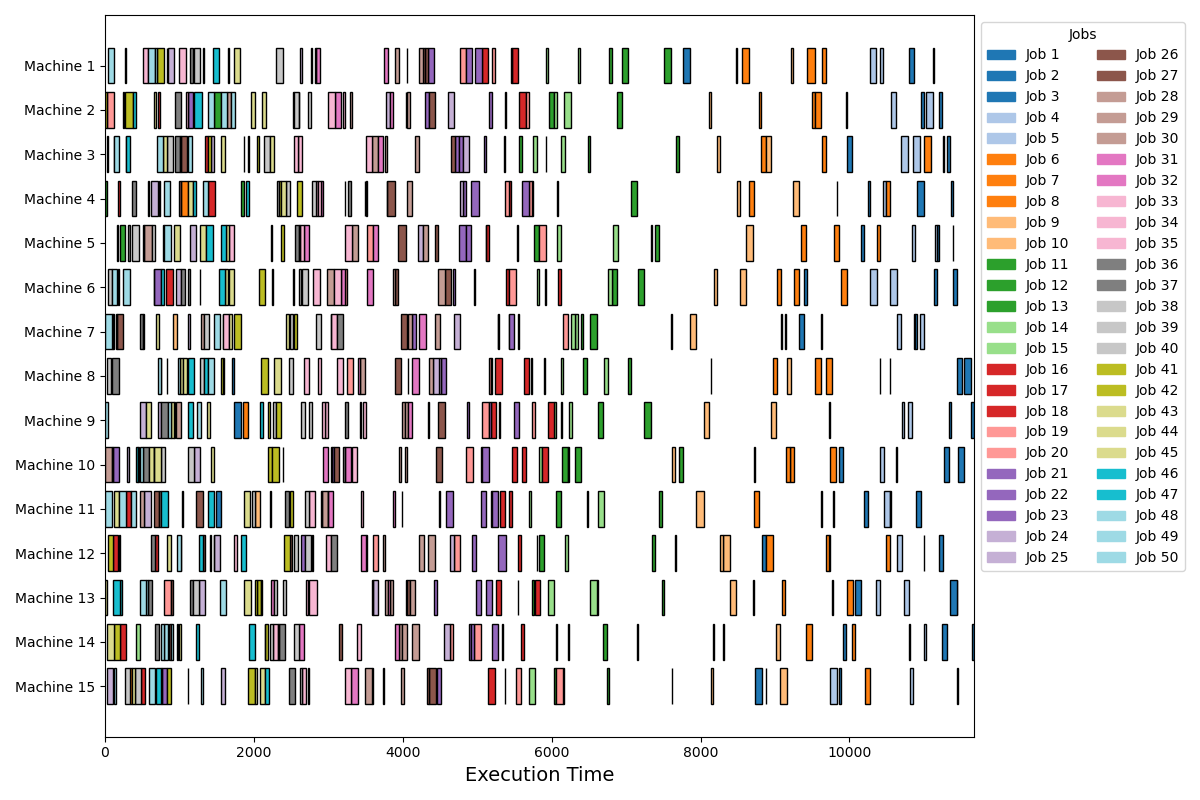 Machine 1
Machine 2
Machine 3
Machine 4
Machine 5
Machine 6
Machine 7
Machine 8
Machine 9
Machine 10
Machine 11
Machine 12
Machine 13
Machine 14
Machine 15
0 2000 4000 6000 8000 10000
Execution Time
Jobs
Job 1
Job 2
Job 3
Job 4
Job 5
Job 6
Job 7
Job 8
Job 9
Job 10
Job 11
Job 12
Job 13
Job 14
Job 15
Job 16
Job 17
Job 18
Job 19
Job 20
Job 21
Job 22
Job 23
Job 24
Job 25
Job 26
Job 27
Job 28
Job 29
Job 30
Job 31
Job 32
Job 33
Job 34
Job 35
Job 36
Job 37
Job 38
Job 39
Job 40
Job 41
Job 42
Job 43
Job 44
Job 45
Job 46
Job 47
Job 48
Job 49
Job 50